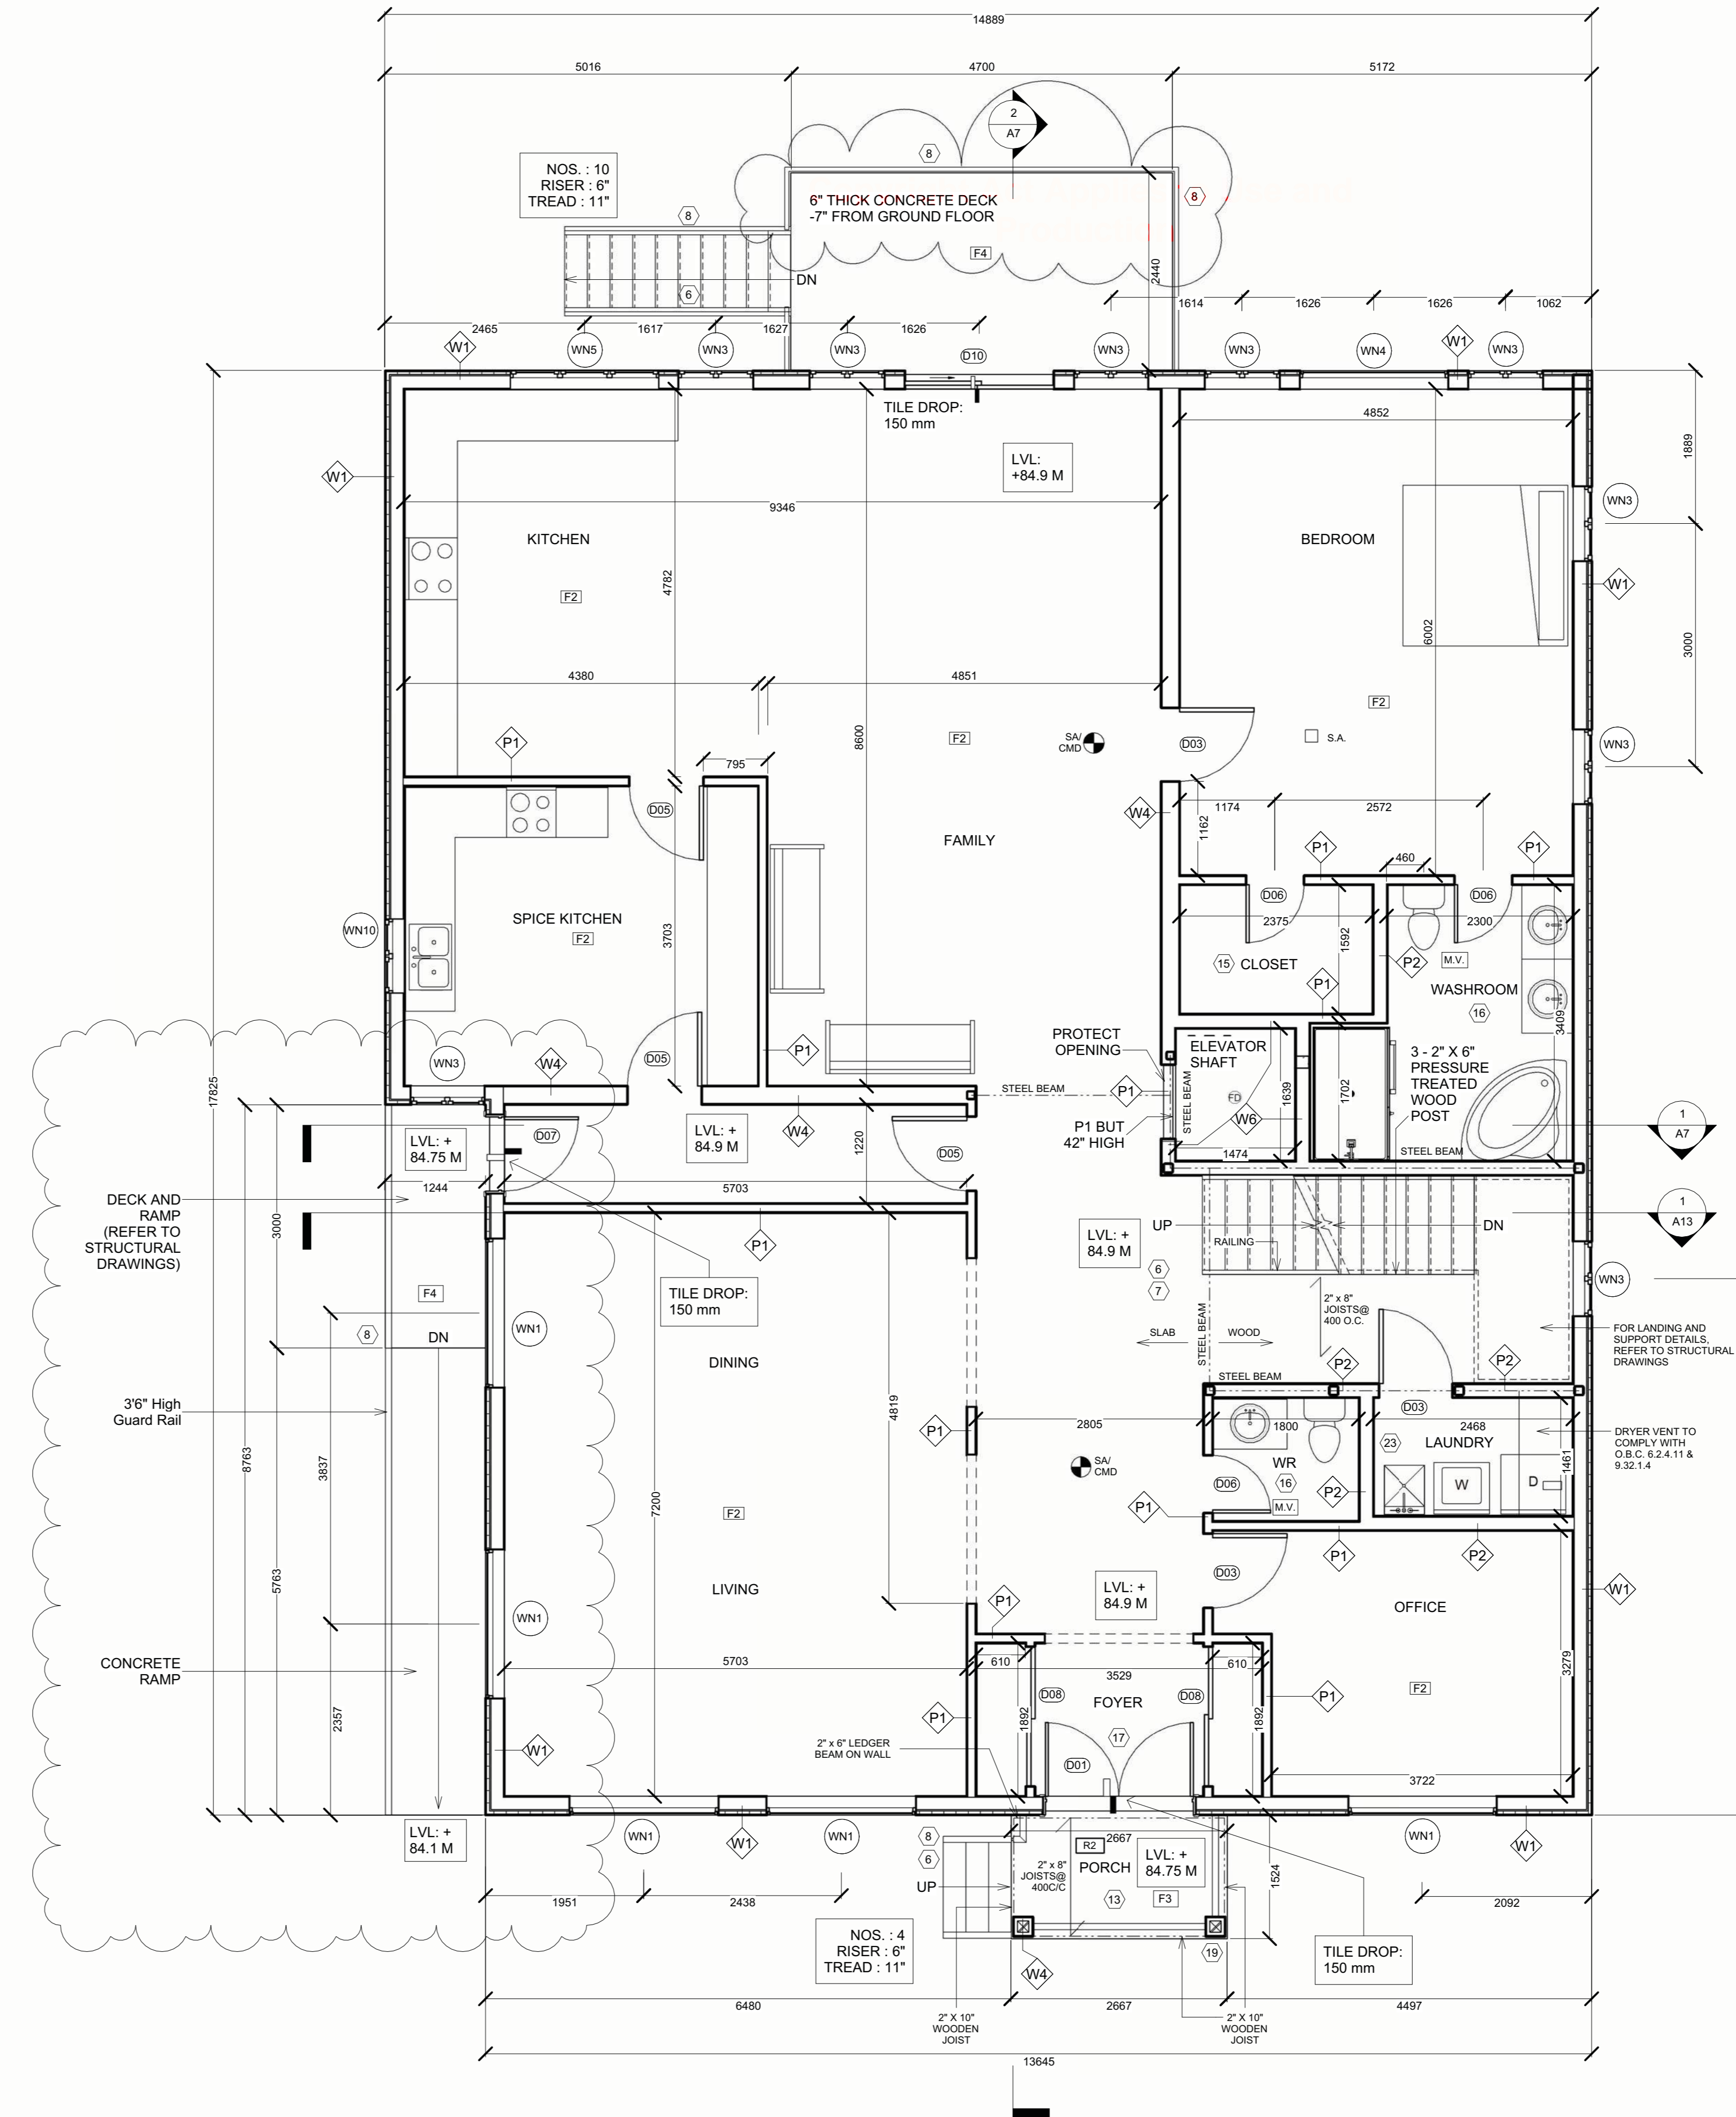 14889
5016
4700
5172
2
A7
8
NOS. : 10
RISER : 6"
TREAD : 11"
6" THICK CONCRETE DECK
-7" FROM GROUND FLOOR
8
8
F4
2440
DN
6
1614
1626
1626
1062
2465
1617
1627
1626
W1
WN5
WN3
WN3
D10
WN3
WN3
WN4
W1
WN3
TILE DROP:
150 mm
4852
LVL:
+84.9 M
1889
W1
9346
WN3
KITCHEN
BEDROOM
4782
F2
W1
6002
3000
4380
4851
F2
8600
F2
SA/
CMD
D03
S.A.
WN3
P1
795
D05
1174
2572
W4
1162
FAMILY
P1
460
P1
D06
D06
SPICE KITCHEN
F2
3703
2375
2300
1592
WN10
15
CLOSET
P2
M.V.
P1
WASHROOM
16
3409
PROTECT
OPENING
ELEVATOR
SHAFT
3 - 2" X 6"
PRESSURE
TREATED
WOOD
POST
WN3
W4
D05
P1
STEEL BEAM
P1
STEEL BEAM
FD
1639
W6
1702
17825
P1 BUT
42" HIGH
1474
STEEL BEAM
1
A7
LVL: +
84.75 M
D07
LVL: +
84.9 M
W4
1220
D05
1244
5703
DECK AND
RAMP
(REFER TO
STRUCTURAL
DRAWINGS)
3000
P1
LVL: +
84.9 M
UP
RAILING
DN
1
A13
6
7
WN3
F4
TILE DROP:
150 mm
8
DN
WN1
2" x 8"
JOISTS@
400 O.C.
SLAB
WOOD
STEEL BEAM
FOR LANDING AND
SUPPORT DETAILS,
REFER TO STRUCTURAL
DRAWINGS
DINING
STEEL BEAM
P2
P2
3'6" High
Guard Rail
4819
P1
2805
1800
D03
2468
8763
3837
23
LAUNDRY
DRYER VENT TO
COMPLY WITH
O.B.C. 6.2.4.11 &
9.32.1.4
1461
SA/
CMD
WR
D06
16
M.V.
P2
W
D
7200
F2
P1
P1
P2
5763
D03
LIVING
LVL: +
84.9 M
W1
WN1
P1
OFFICE
CONCRETE
RAMP
5703
610
3529
610
3279
D08
FOYER
D08
F2
P1
2357
P1
1892
17
1892
W1
2" x 6" LEDGER
BEAM ON WALL
D01
3722
LVL: +
84.1 M
WN1
W1
WN1
8
6
2667
R2
2" x 8"
JOISTS@
400C/C
PORCH
LVL: +
84.75 M
WN1
W1
1524
UP
13
F3
1951
2438
2092
NOS. : 4
RISER : 6"
TREAD : 11"
19
W4
TILE DROP:
150 mm
6480
2667
4497
2" X 10"
WOODEN
JOIST
2" X 10"
WOODEN
JOIST
13645